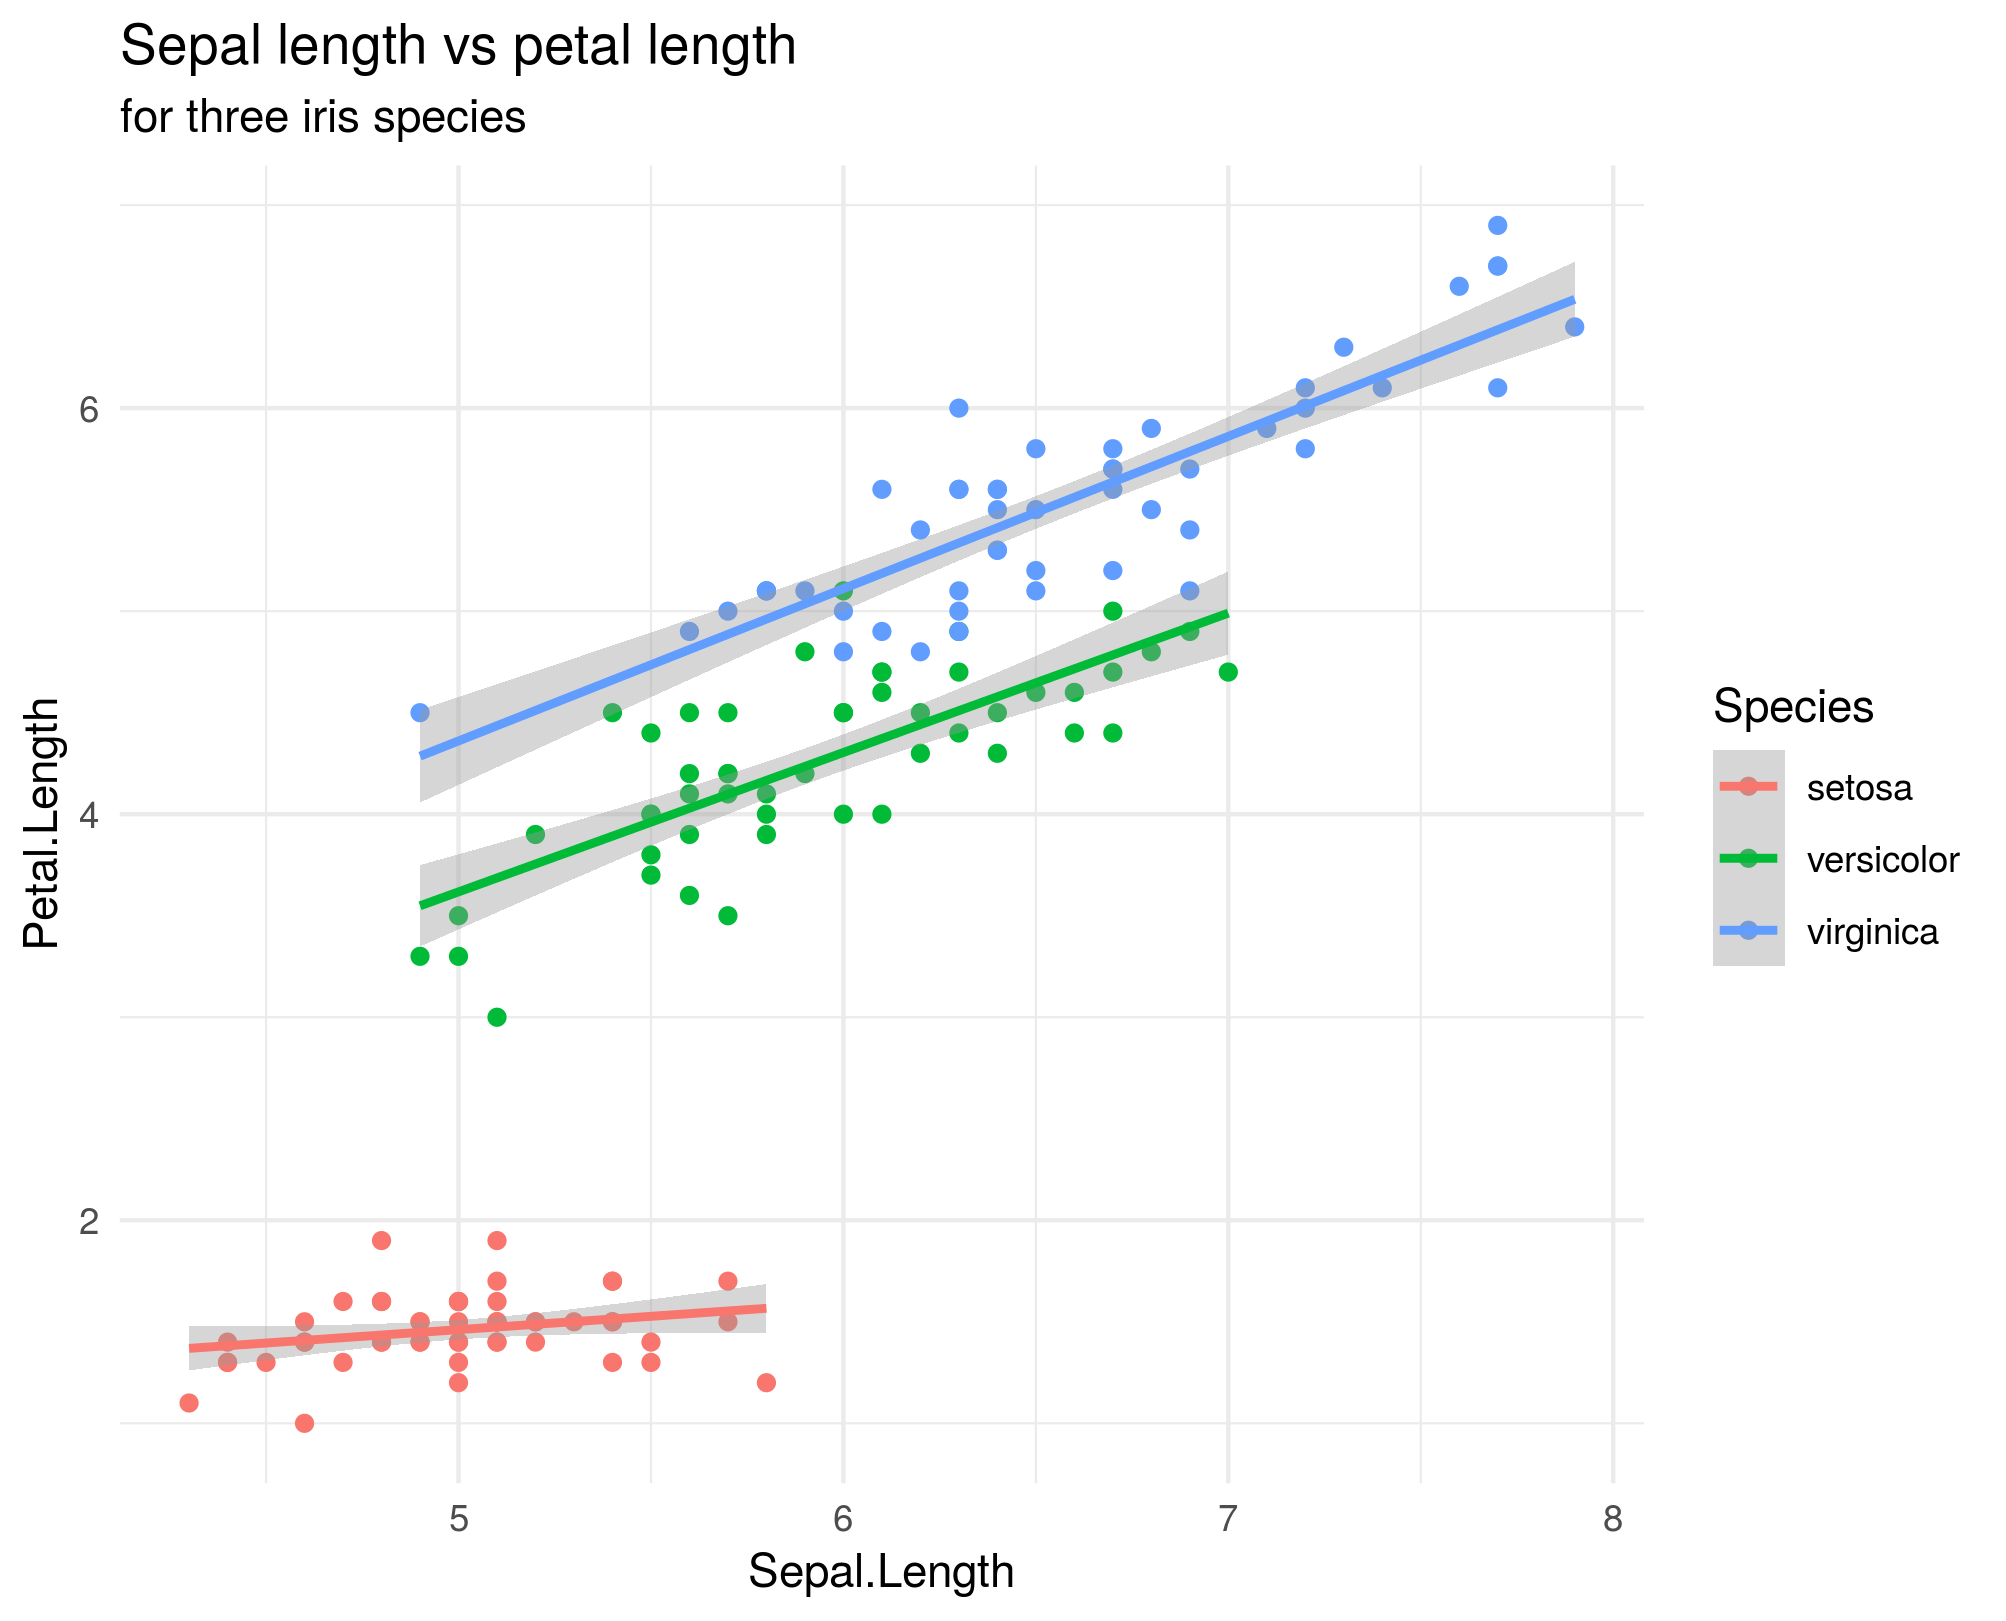 Sepal length vs petal length
for three iris species
Petal.Length
6
4
2
5 6 7 8
Sepal.Length
Species
setosa
versicolor
virginica